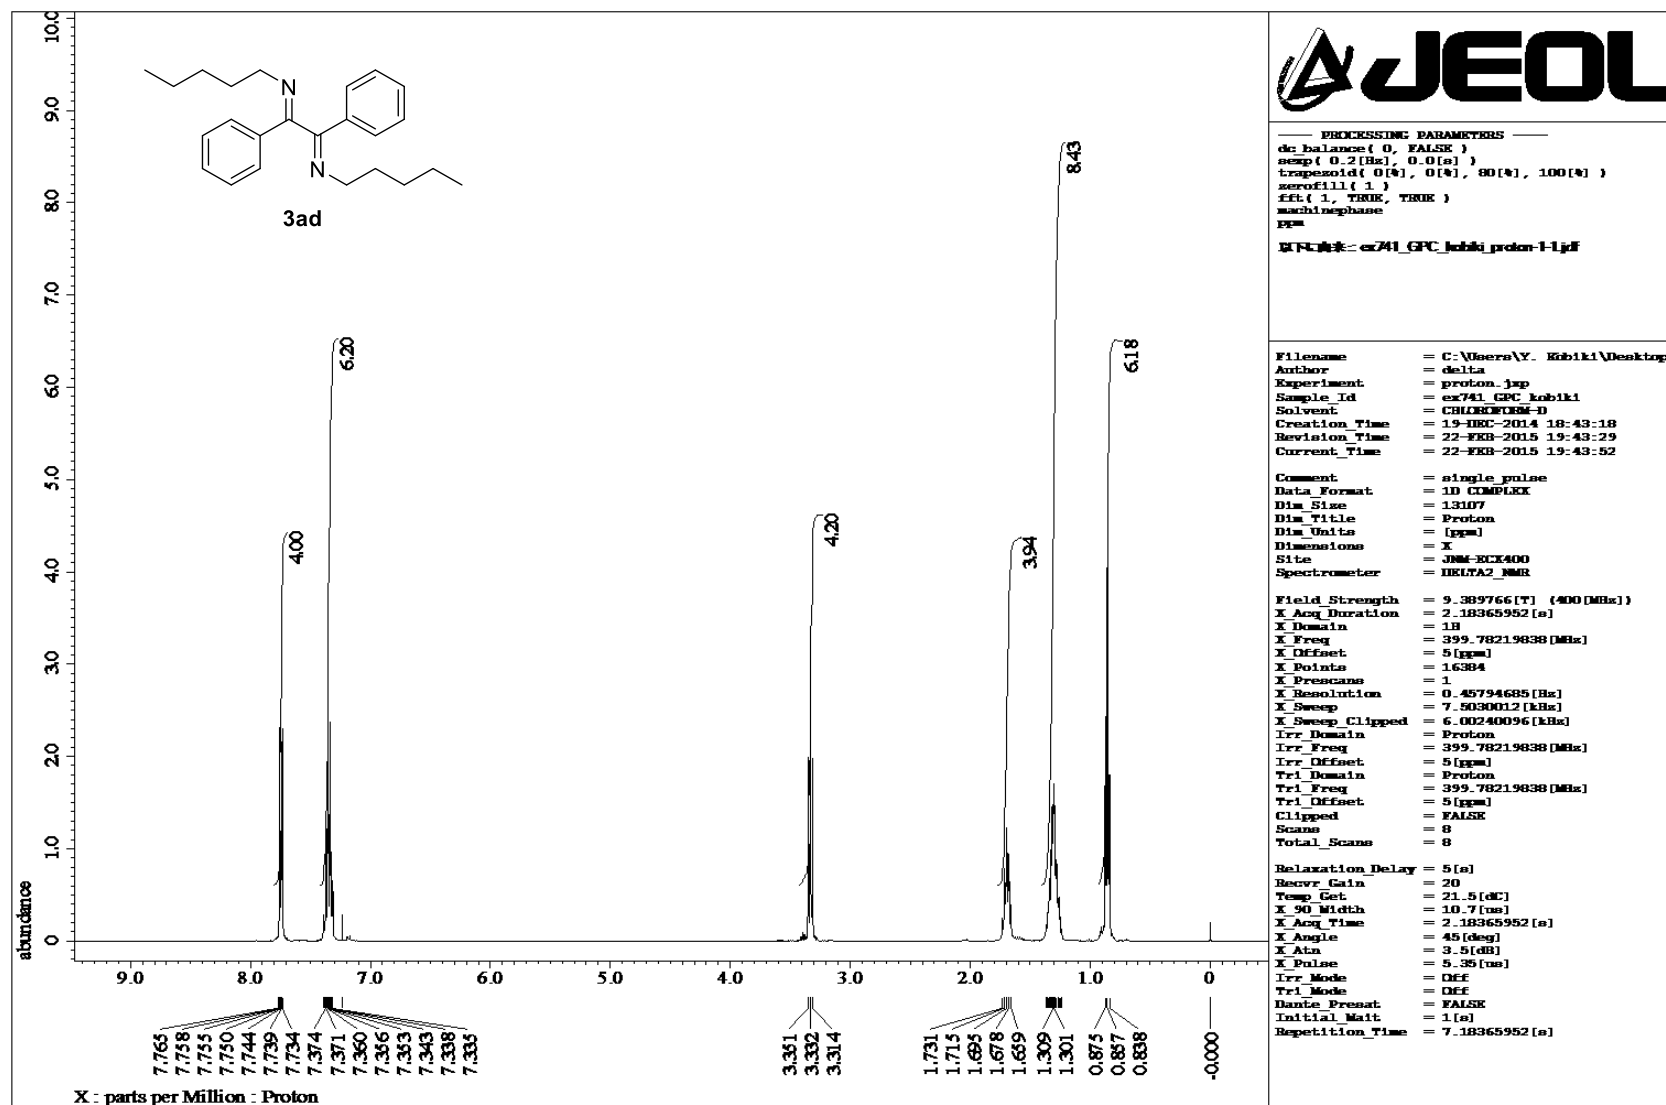 JEOL
PROCESSING PARAMETERS
dc_balance( 0, FALSE )
sexp( 0.2[Hz], 0.0[s] )
trapezoid( 0[%], 0[%], 80[%], 100[%] )
zerofill( 1 )
fft( 1, TRUE, TRUE )
machinephase
ppm
ex741_GPC_kobiki_proton-1-1.jdf
Filename = C:\Users\Y. Kobiki\Desktop
Author = delta
Experiment = proton.jxp
Sample_Id = ex741_GPC_kobiki
Solvent = CHLOROFORM-D
Creation_Time = 19-DEC-2014 18:43:18
Revision_Time = 22-FEB-2015 19:43:29
Current_Time = 22-FEB-2015 19:43:52
Comment = single_pulse
Data_Format = 1D COMPLEX
Dim_Size = 13107
Dim_Title = Proton
Dim_Units = [ppm]
Dimensions = X
Site = JNM-ECX400
Spectrometer = DELTA2_NMR
Field_Strength = 9.389766[T] (400[MHz])
X_Acq_Duration = 2.18365952[s]
X_Domain = 1H
X_Freq = 399.78219838[MHz]
X_Offset = 5[ppm]
X_Points = 16384
X_Prescans = 1
X_Resolution = 0.45794685[Hz]
X_Sweep = 7.5030012[kHz]
X_Sweep_Clipped = 6.00240096[kHz]
Irr_Domain = Proton
Irr_Freq = 399.78219838[MHz]
Irr_Offset = 5[ppm]
Tri_Domain = Proton
Tri_Freq = 399.78219838[MHz]
Tri_Offset = 5[ppm]
Clipped = FALSE
Scans = 8
Total_Scans = 8
Relaxation_Delay = 5[s]
Recvr_Gain = 20
Temp_Get = 21.5[dC]
X_90_Width = 10.7[us]
X_Acq_Time = 2.18365952[s]
X_Angle = 45[deg]
X_Atn = 3.5[dB]
X_Pulse = 5.35[us]
Irr_Mode = Off
Tri_Mode = Off
Dante_Presat = FALSE
Initial_Wait = 1[s]
Repetition_Time = 7.18365952[s]
N
N
3ad
abundance
10.0
9.0
8.0
7.0
6.0
5.0
4.0
3.0
2.0
1.0
0
4.00
6.20
4.20
3.94
8.43
6.18
9.0 8.0 7.0 6.0 5.0 4.0 3.0 2.0 1.0 0
7.765
7.758
7.755
7.750
7.744
7.739
7.734
7.374
7.371
7.360
7.356
7.353
7.343
7.338
7.335
3.351
3.332
3.314
1.731
1.715
1.695
1.678
1.659
1.309
1.301
0.875
0.857
0.838
-0.000
X : parts per Million : Proton